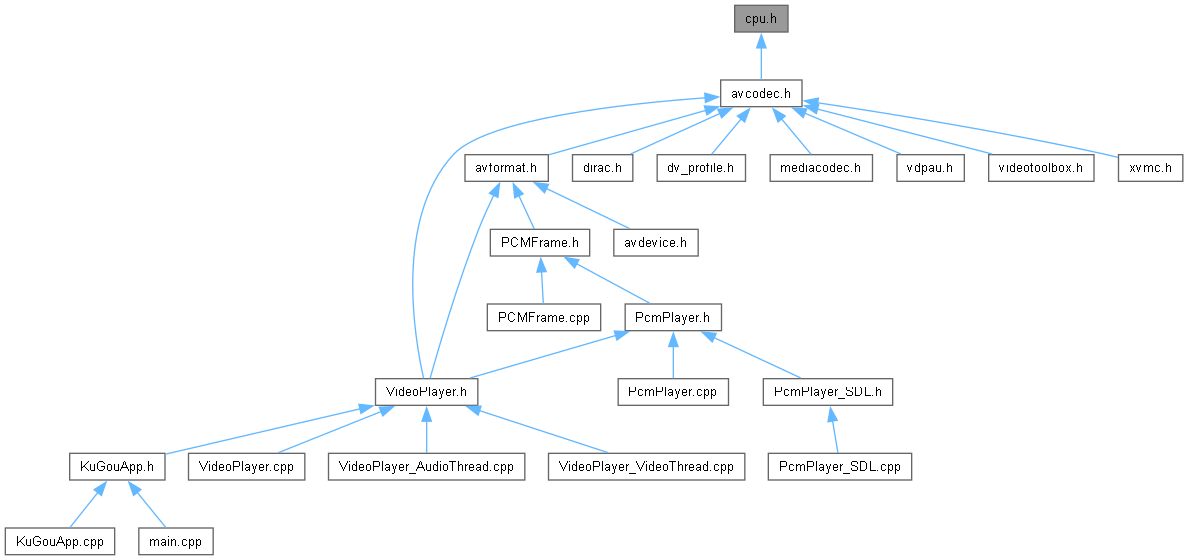 cpu.h
avcodec.h
avformat.h
dirac.h
dv_profile.h
mediacodec.h
vdpau.h
videotoolbox.h
xvmc.h
PCMFrame.h
avdevice.h
PCMFrame.cpp
PcmPlayer.h
VideoPlayer.h
PcmPlayer.cpp
PcmPlayer_SDL.h
KuGouApp.h
VideoPlayer.cpp
VideoPlayer_AudioThread.cpp
VideoPlayer_VideoThread.cpp
PcmPlayer_SDL.cpp
KuGouApp.cpp
main.cpp